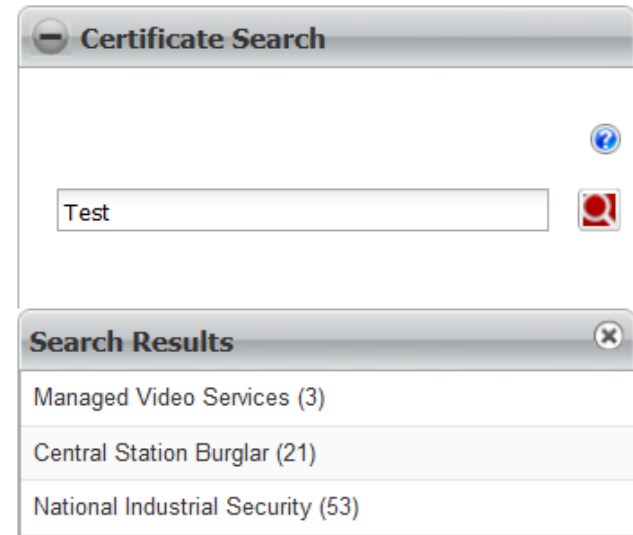 Certificate Search
Test
Search Results
Managed Video Services (3)
Central Station Burglar (21)
National Industrial Security (53)